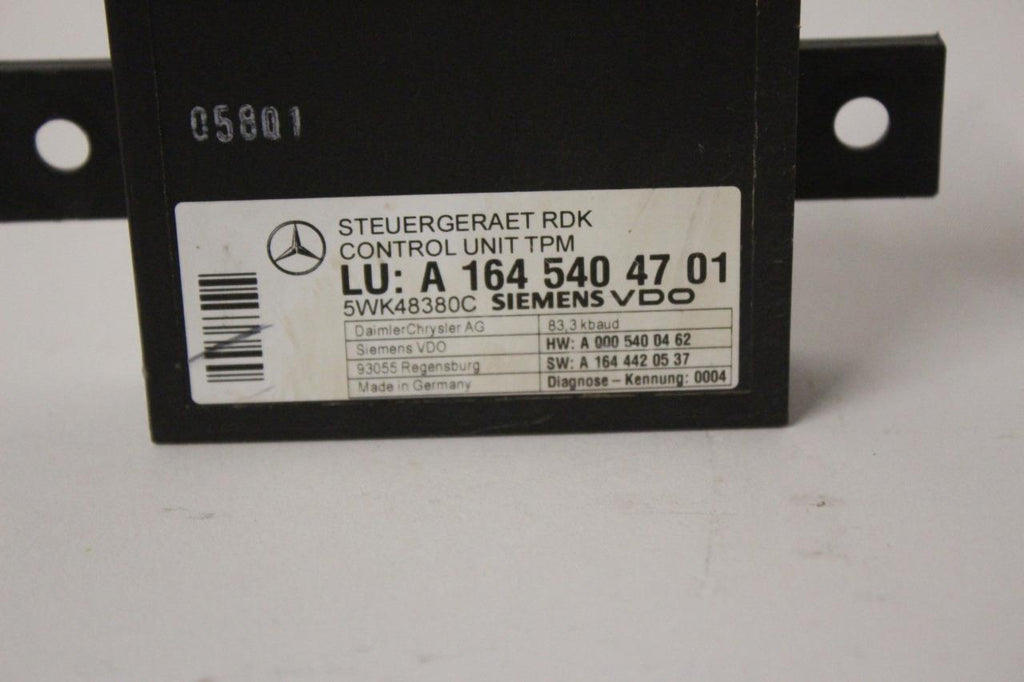 05801
STEUERGERAET RDK
CONTROL UNIT TPM
LU: A 164 540 47 01
5WK48380C SIEMENS VDO
DaimlerChrysler AG
Siemens VDO
93055 Regensburg
Made in Germany
83,3 kbaud
HW: A 000 540 04 62
SW: A 164 442 05 37
Diagnose - Kennung: 0004